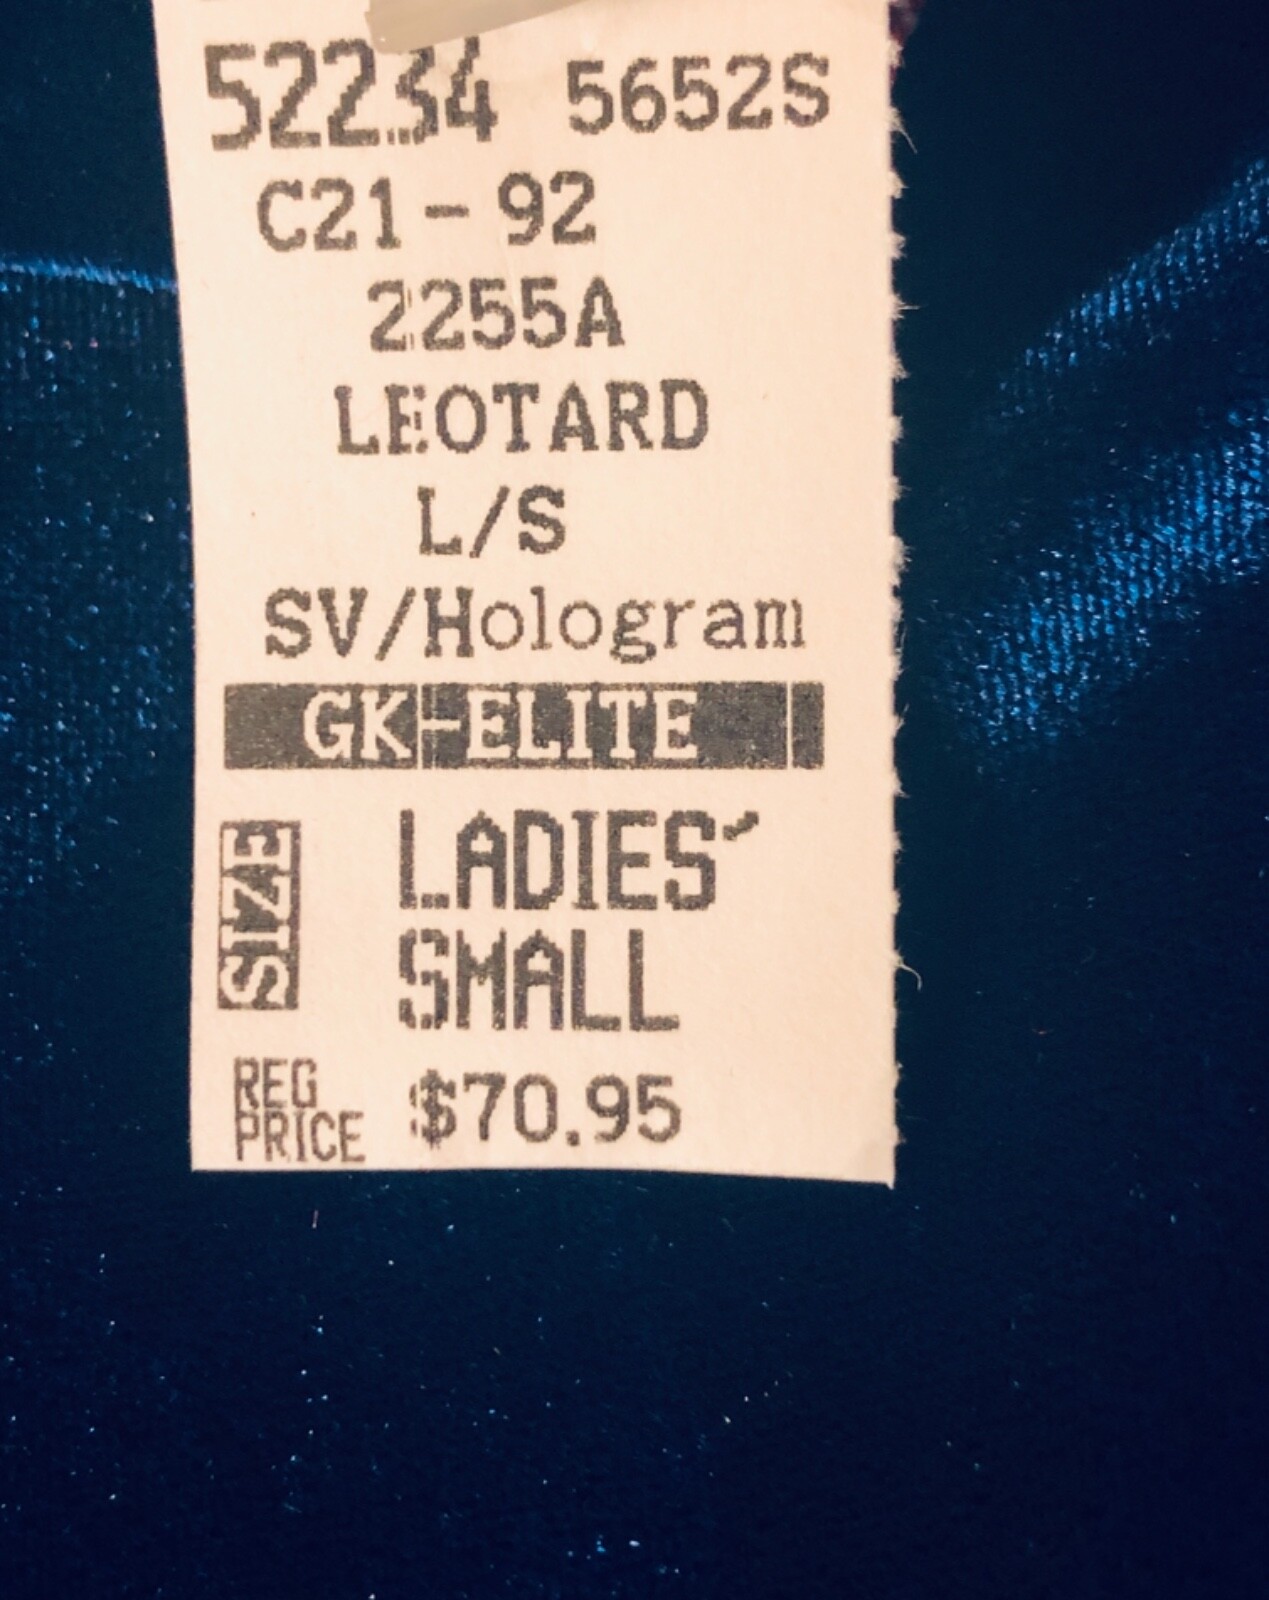 52234 5652S
C21-92
2255A
LEOTARD
L/S
SV/Hologram
GK-ELITE
SIZE
LADIES'
SMALL
REG
PRICE $70.95